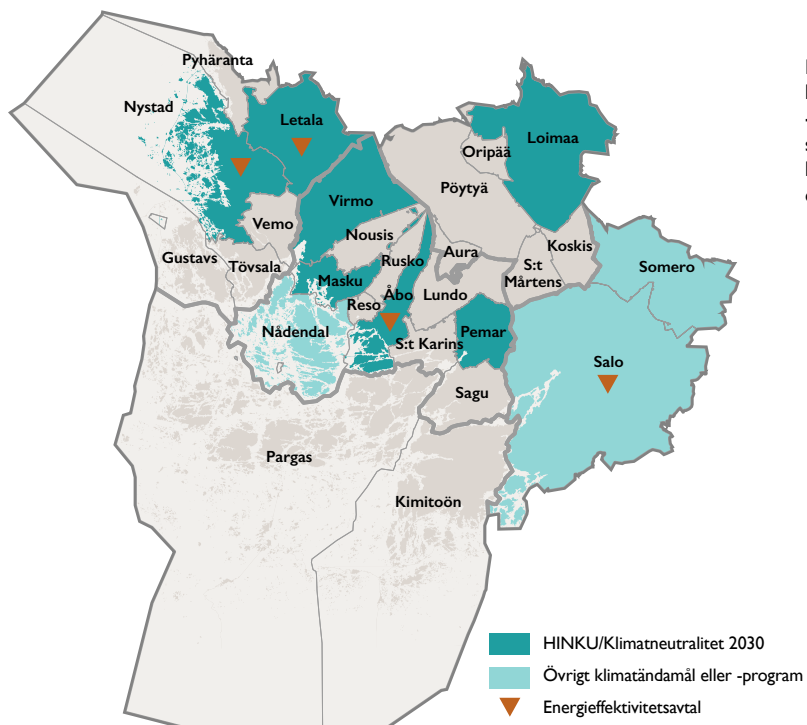 Pyhäranta
Nystad
Letala
Loimaa
Oripää
Pöytyä
Virmo
Vemo
Nousis
Koskis
Gustavs
Tövsala
Rusko
Aura
S:t
Mårtens
Somero
Masku
Åbo
Lundo
Reso
Nådendal
S:t Karins
Pemar
Salo
Sagu
Pargas
Kimitoön
HINKU/Klimatneutralitet 2030
Övrigt klimatändamål eller -program
Energieffektivitetsavtal